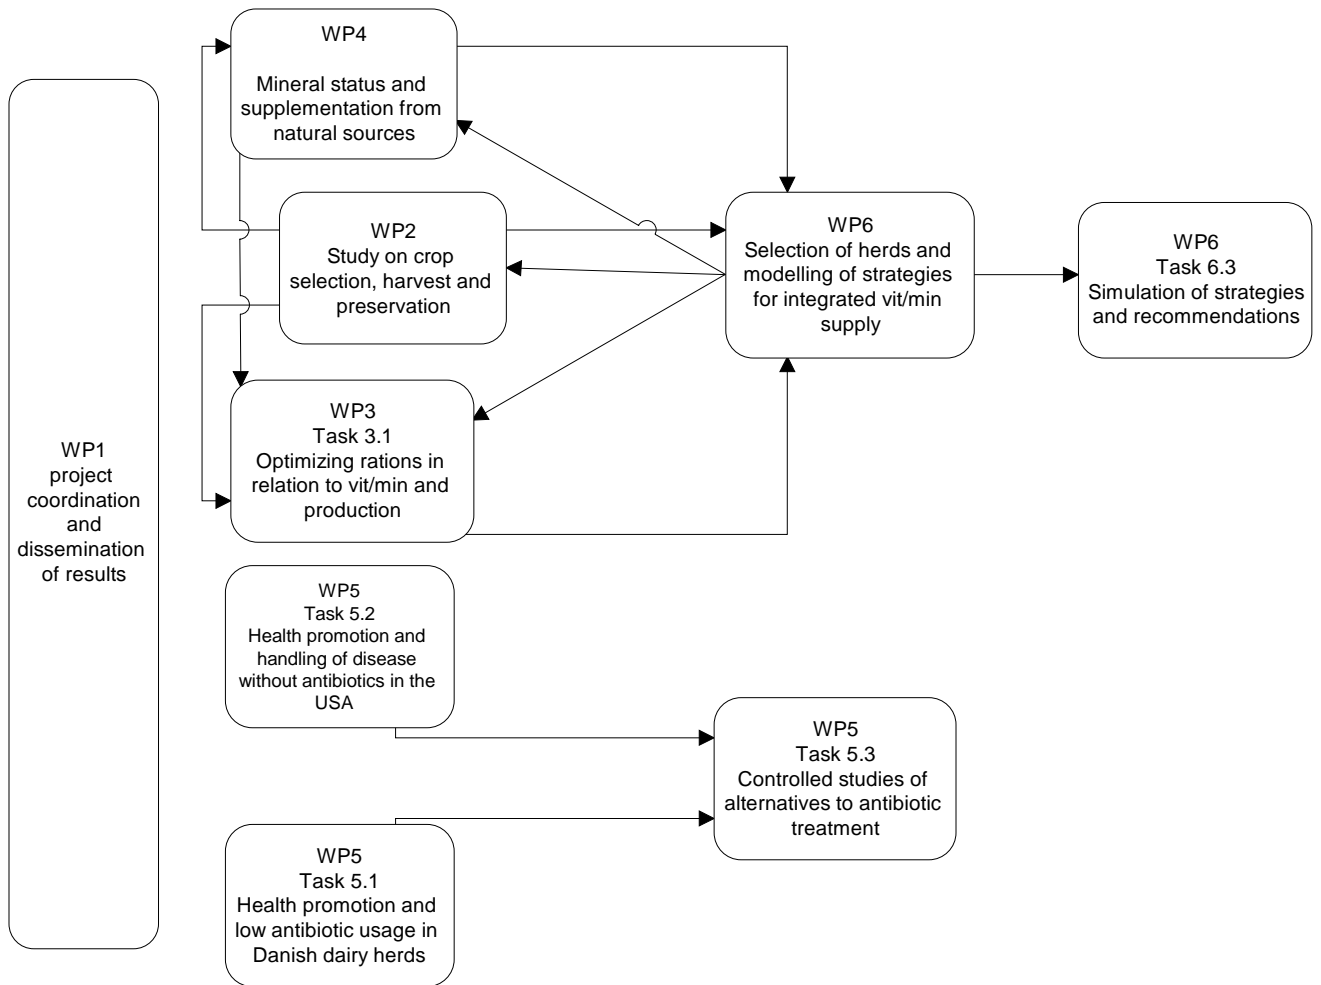 WP1
project
coordination
and
dissemination
of results
WP4
Mineral status and
supplementation from
natural sources
WP2
Study on crop
selection, harvest and
preservation
WP3
Task 3.1
Optimizing rations in
relation to vit/min and
production
WP5
Task 5.2
Health promotion and
handling of disease
without antibiotics in the
USA
WP5
Task 5.1
Health promotion and
low antibiotic usage in
Danish dairy herds
WP6
Selection of herds and
modelling of strategies
for integrated vit/min
supply
WP5
Task 5.3
Controlled studies of
alternatives to antibiotic
treatment
WP6
Task 6.3
Simulation of strategies
and recommendations